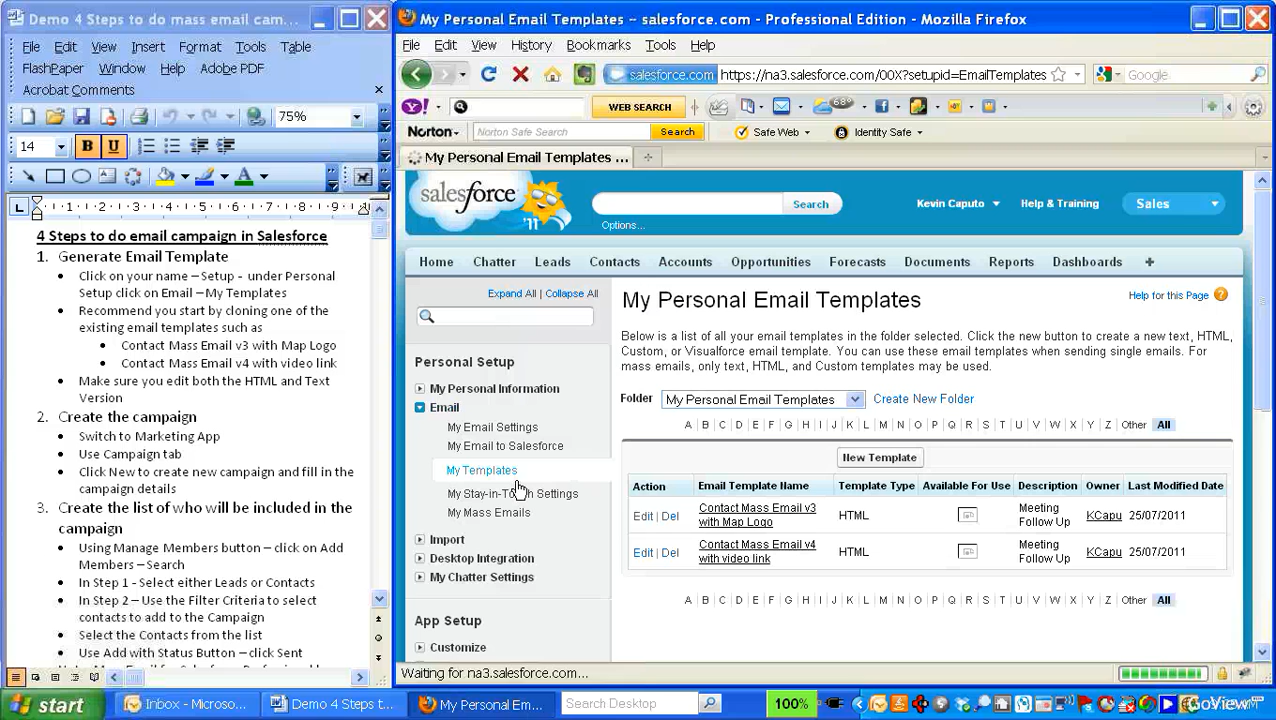 Demo 4 Steps to do mass email cam...
File Edit View Insert Format Tools Table
FlashPaper Window Help Adobe PDF
Acrobat Comments
75%
14 B U
L 1 2 3 4 5 6 7 8
4 Steps to do email campaign in Salesforce
1. Generate Email Template
• Click on your name – Setup - under Personal
Setup click on Email – My Templates
• Recommend you start by cloning one of the
existing email templates such as
• Contact Mass Email v3 with Map Logo
• Contact Mass Email v4 with video link
• Make sure you edit both the HTML and Text
Version
2. Create the campaign
• Switch to Marketing App
• Use Campaign tab
• Click New to create new campaign and fill in the
campaign details
3. Create the list of who will be included in the
campaign
• Using Manage Members button – click on Add
Members – Search
• In Step 1 - Select either Leads or Contacts
• In Step 2 – Use the Filter Criteria to select
contacts to add to the Campaign
• Select the Contacts from the list
• Use Add with Status Button – click Sent
My Personal Email Templates ~ salesforce.com - Professional Edition - Mozilla Firefox
File Edit View History Bookmarks Tools Help
salesforce.com https://na3.salesforce.com/00X?setupid=EmailTemplates Google
WEB SEARCH 68°
Norton Norton Safe Search Search Safe Web Identity Safe
My Personal Email Templates ...
salesforce '11 Search Kevin Caputo Help & Training Sales
Options...
Home Chatter Leads Contacts Accounts Opportunities Forecasts Documents Reports Dashboards +
Expand All | Collapse All
Personal Setup
My Personal Information
Email
My Email Settings
My Email to Salesforce
My Templates
My Stay-in-Touch Settings
My Mass Emails
Import
Desktop Integration
My Chatter Settings
App Setup
Customize
My Personal Email Templates Help for this Page ?
Below is a list of all your email templates in the folder selected. Click the new button to create a new text, HTML,
Custom, or Visualforce email template. You can use these email templates when sending single emails. For
mass emails, only text, HTML, and Custom templates may be used.
Folder My Personal Email Templates Create New Folder
A B C D E F G H I J K L M N O P Q R S T U V W X Y Z Other All
New Template
Action Email Template Name Template Type Available For Use Description Owner Last Modified Date
Edit | Del Contact Mass Email v3 with Map Logo HTML Meeting Follow Up KCapu 25/07/2011
Edit | Del Contact Mass Email v4 with video link HTML Meeting Follow Up KCapu 25/07/2011
A B C D E F G H I J K L M N O P Q R S T U V W X Y Z Other All
Waiting for na3.salesforce.com...
start Inbox - Microso... Demo 4 Steps t... My Personal Em... Search Desktop 100% GoView™